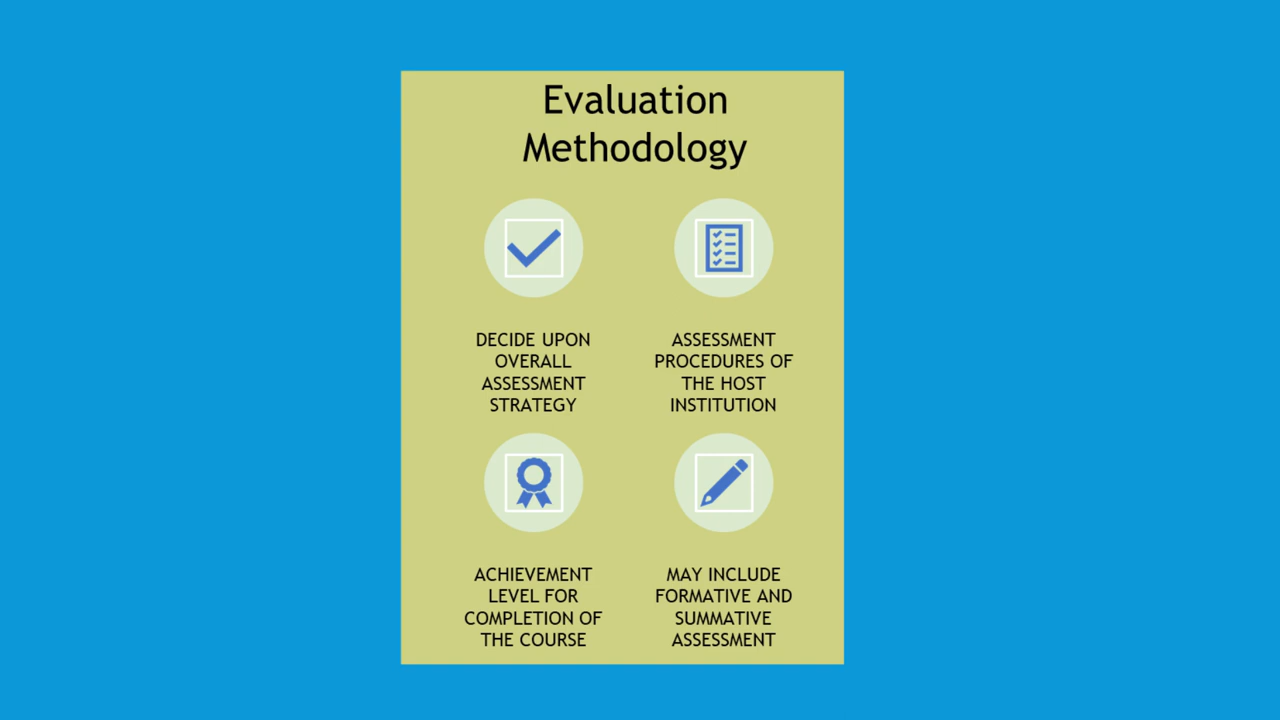 Evaluation
Methodology
DECIDE UPON
OVERALL
ASSESSMENT
STRATEGY
ASSESSMENT
PROCEDURES OF
THE HOST
INSTITUTION
ACHIEVEMENT
LEVEL FOR
COMPLETION OF
THE COURSE
MAY INCLUDE
FORMATIVE AND
SUMMATIVE
ASSESSMENT